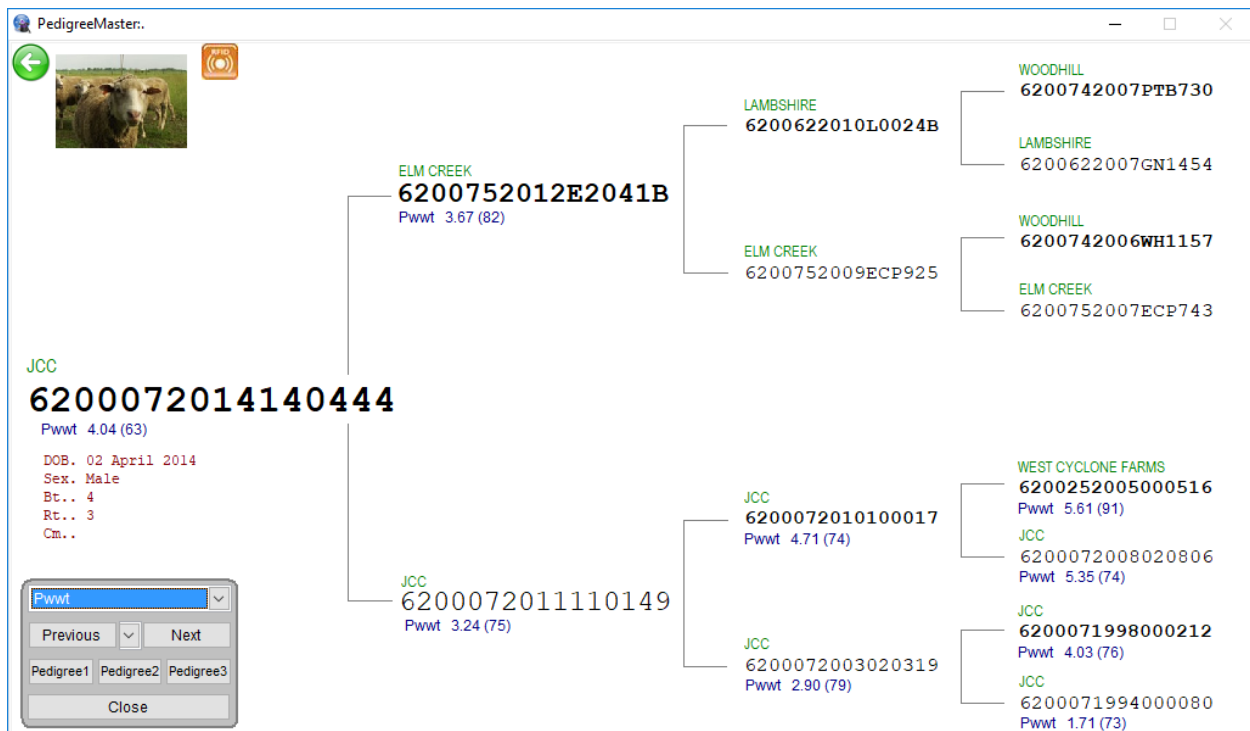 PedigreeMaster:.
RFID
WOODHILL
6200742007PTB730
LAMBSHIRE
6200622010L0024B
LAMBSHIRE
6200622007GN1454
ELM CREEK
6200752012E2041B
Pwwt 3.67 (82)
WOODHILL
6200742006WH1157
ELM CREEK
6200752009ECP925
ELM CREEK
6200752007ECP743
JCC
6200072014140444
Pwwt 4.04 (63)
DOB. 02 April 2014
Sex. Male
Bt.. 4
Rt.. 3
Cm..
WEST CYCLONE FARMS
6200252005000516
Pwwt 5.61 (91)
JCC
6200072010100017
Pwwt 4.71 (74)
JCC
6200072008020806
Pwwt 5.35 (74)
JCC
6200072011110149
Pwwt 3.24 (75)
JCC
6200071998000212
Pwwt 4.03 (76)
JCC
6200072003020319
Pwwt 2.90 (79)
JCC
6200071994000080
Pwwt 1.71 (73)
Pwwt
Previous Next
Pedigree1 Pedigree2 Pedigree3
Close